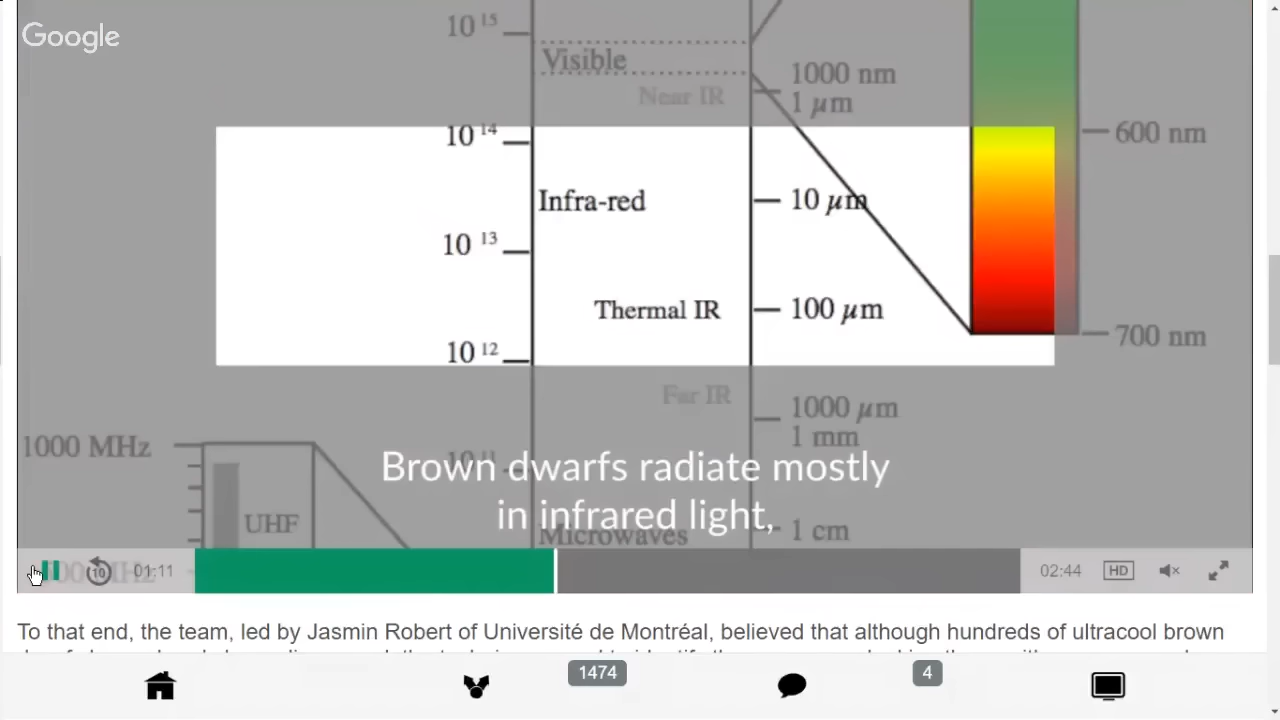 Google
10 15
Visible
Near IR
1000 nm
1 μm
10 14
600 nm
Infra-red
10 μm
10 13
Thermal IR
100 μm
10 12
700 nm
Far IR
1000 μm
1 mm
1000 MHz
Brown dwarfs radiate mostly
in infrared light,
UHF
Microwaves
1 cm
10
01:11
02:44
HD
To that end, the team, led by Jasmin Robert of Université de Montréal, believed that although hundreds of ultracool brown
1474
4